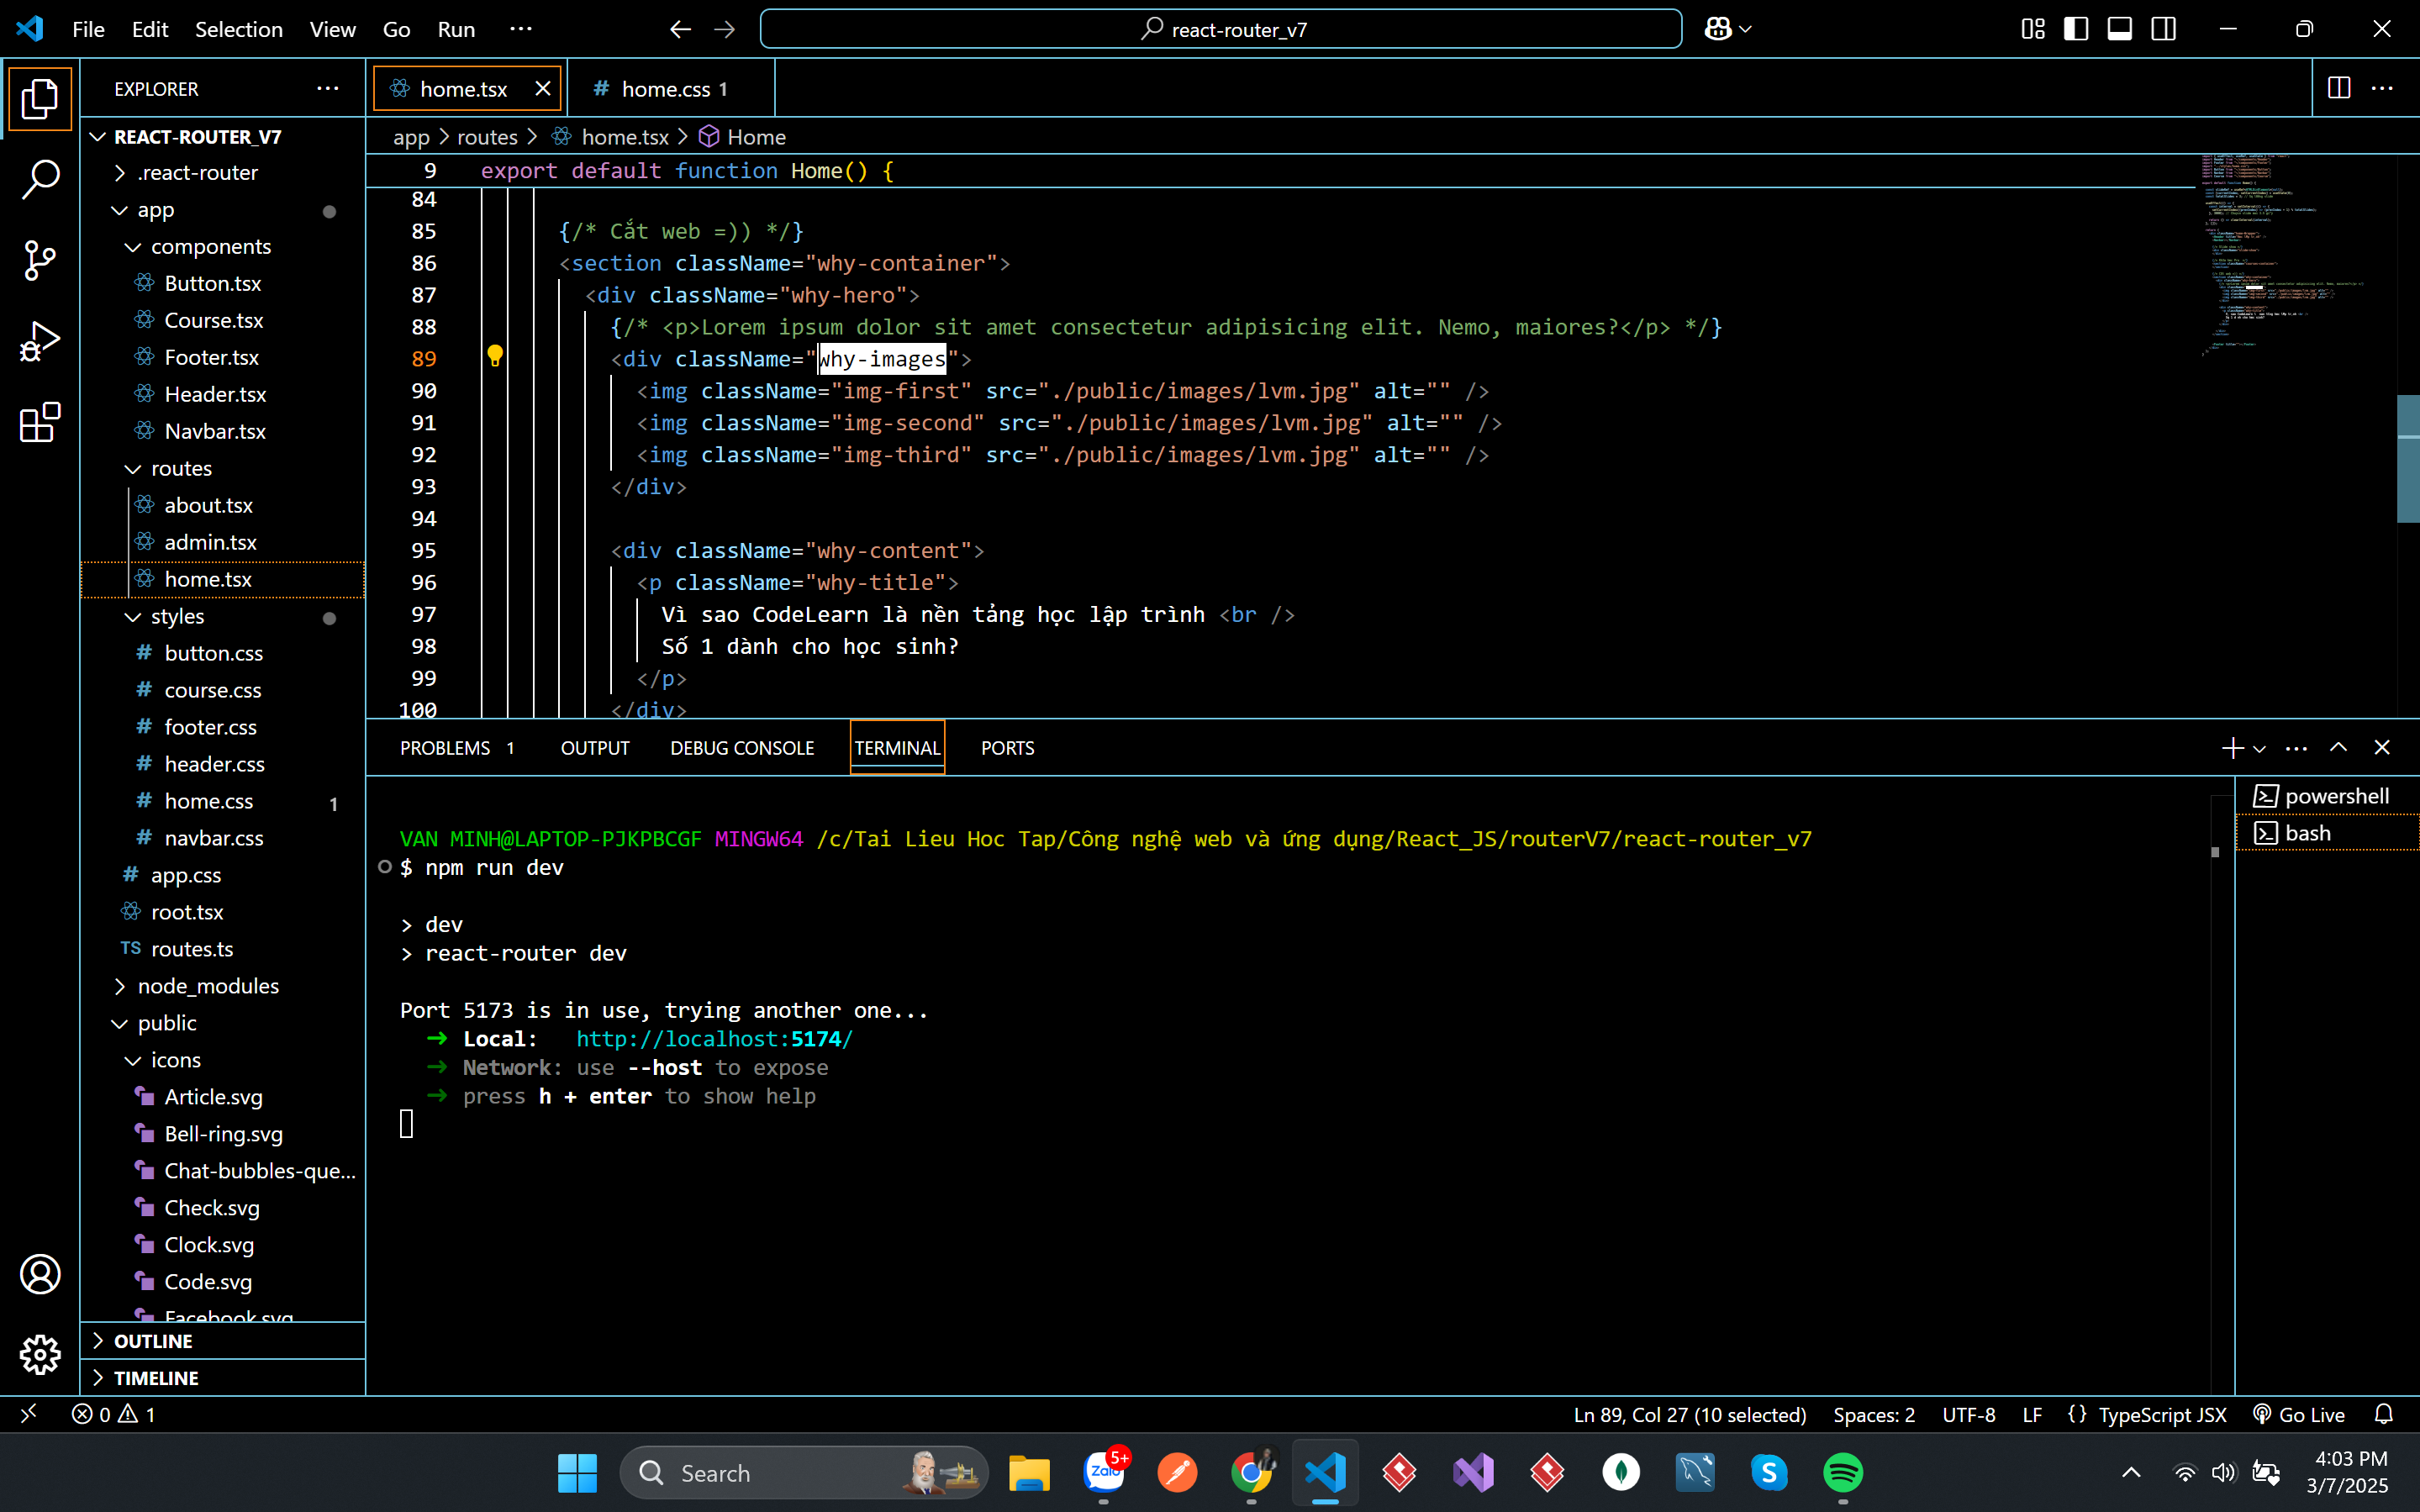 File Edit Selection View Go Run ···
react-router_v7
EXPLORER ···
REACT-ROUTER_V7
.react-router
app
components
Button.tsx
Course.tsx
Footer.tsx
Header.tsx
Navbar.tsx
routes
about.tsx
admin.tsx
home.tsx
styles
button.css
course.css
footer.css
header.css
home.css 1
navbar.css
app.css
root.tsx
TS routes.ts
node_modules
public
icons
Article.svg
Bell-ring.svg
Chat-bubbles-que...
Check.svg
Clock.svg
Code.svg
Facebook.svg
OUTLINE
TIMELINE
home.tsx
# home.css 1
app > routes > home.tsx > Home
9 export default function Home() {
84
85 {/* Cắt web =)) */}
86 <section className="why-container">
87 <div className="why-hero">
88 {/* <p>Lorem ipsum dolor sit amet consectetur adipisicing elit. Nemo, maiores?</p> */}
89 <div className="why-images">
90 <img className="img-first" src="./public/images/lvm.jpg" alt="" />
91 <img className="img-second" src="./public/images/lvm.jpg" alt="" />
92 <img className="img-third" src="./public/images/lvm.jpg" alt="" />
93 </div>
94
95 <div className="why-content">
96 <p className="why-title">
97 Vì sao CodeLearn là nền tảng học lập trình <br />
98 Số 1 dành cho học sinh?
99 </p>
100 </div>
PROBLEMS 1 OUTPUT DEBUG CONSOLE TERMINAL PORTS
VAN MINH@LAPTOP-PJKPBCGF MINGW64 /c/Tai Lieu Hoc Tap/Công nghệ web và ứng dụng/React_JS/routerV7/react-router_v7
$ npm run dev
> dev
> react-router dev
Port 5173 is in use, trying another one...
➜ Local: http://localhost:5174/
➜ Network: use --host to expose
➜ press h + enter to show help
powershell
bash
0 1
Ln 89, Col 27 (10 selected) Spaces: 2 UTF-8 LF {} TypeScript JSX Go Live
Search
Zalo 5+
S
4:03 PM
3/7/2025